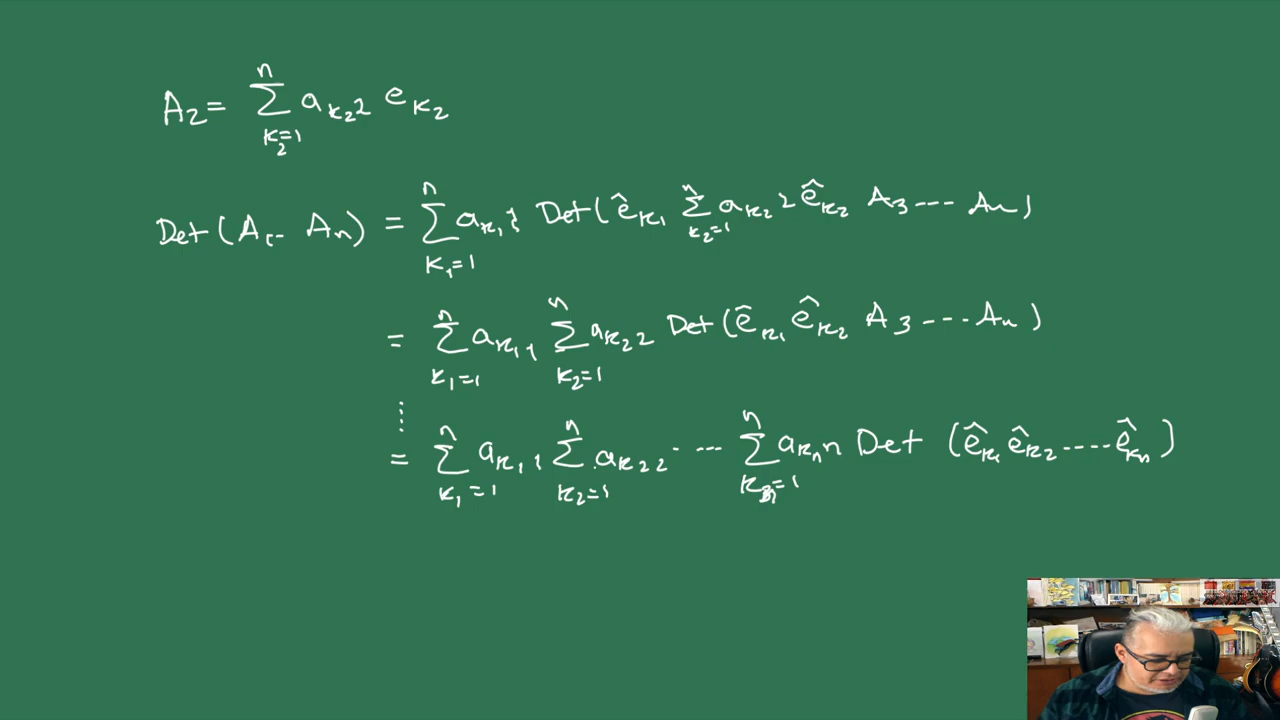 A₂ = ∑_{k₂=1}^{n} a_{k₂2} e_{k₂}
Det(A₁-- Aₙ) = ∑_{k₁=1}^{n} a_{k₁1} Det(ê_{k₁} ∑_{k₂=1}^{n} a_{k₂2} ê_{k₂} A₃ --- Aₙ)
= ∑_{k₁=1}^{n} a_{k₁1} ∑_{k₂=1}^{n} a_{k₂2} Det(ê_{k₁} ê_{k₂} A₃ --- Aₙ)
⋮
= ∑_{k₁=1}^{n} a_{k₁1} ∑_{k₂=1}^{n} a_{k₂2} ---- ∑_{kₙ=1}^{n} a_{kₙn} Det (ê_{k₁} ê_{k₂} ---- ê_{kₙ})